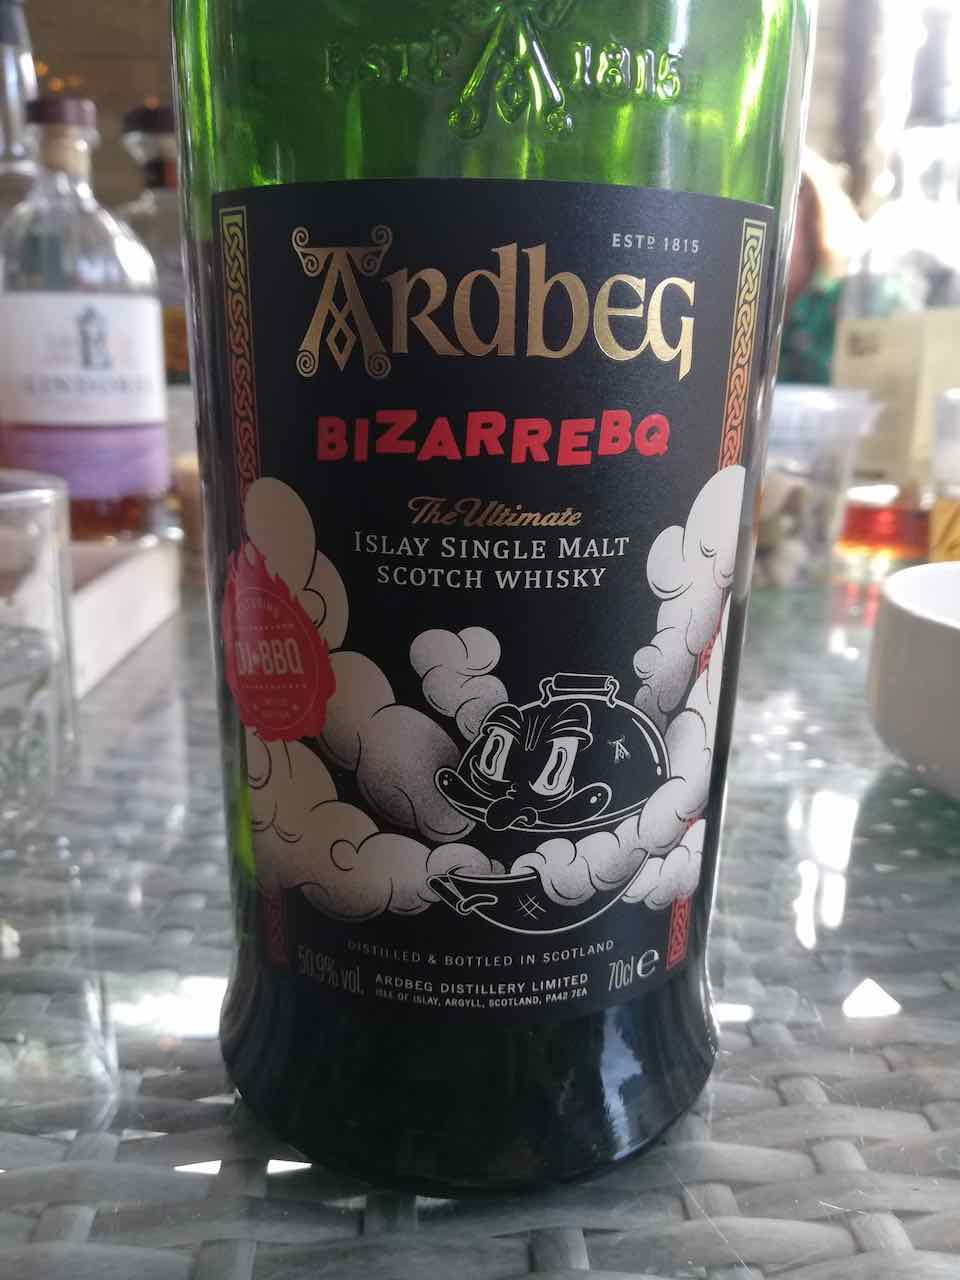 ESTD 1815
ESTD 1815
ARDBEG
BIZARREBQ
The Ultimate
ISLAY SINGLE MALT
SCOTCH WHISKY
BBQ
DISTILLED & BOTTLED IN SCOTLAND
50.9% vol.
ARDBEG DISTILLERY LIMITED
70cl e
ISLE OF ISLAY, ARGYLL, SCOTLAND, PA42 7EA